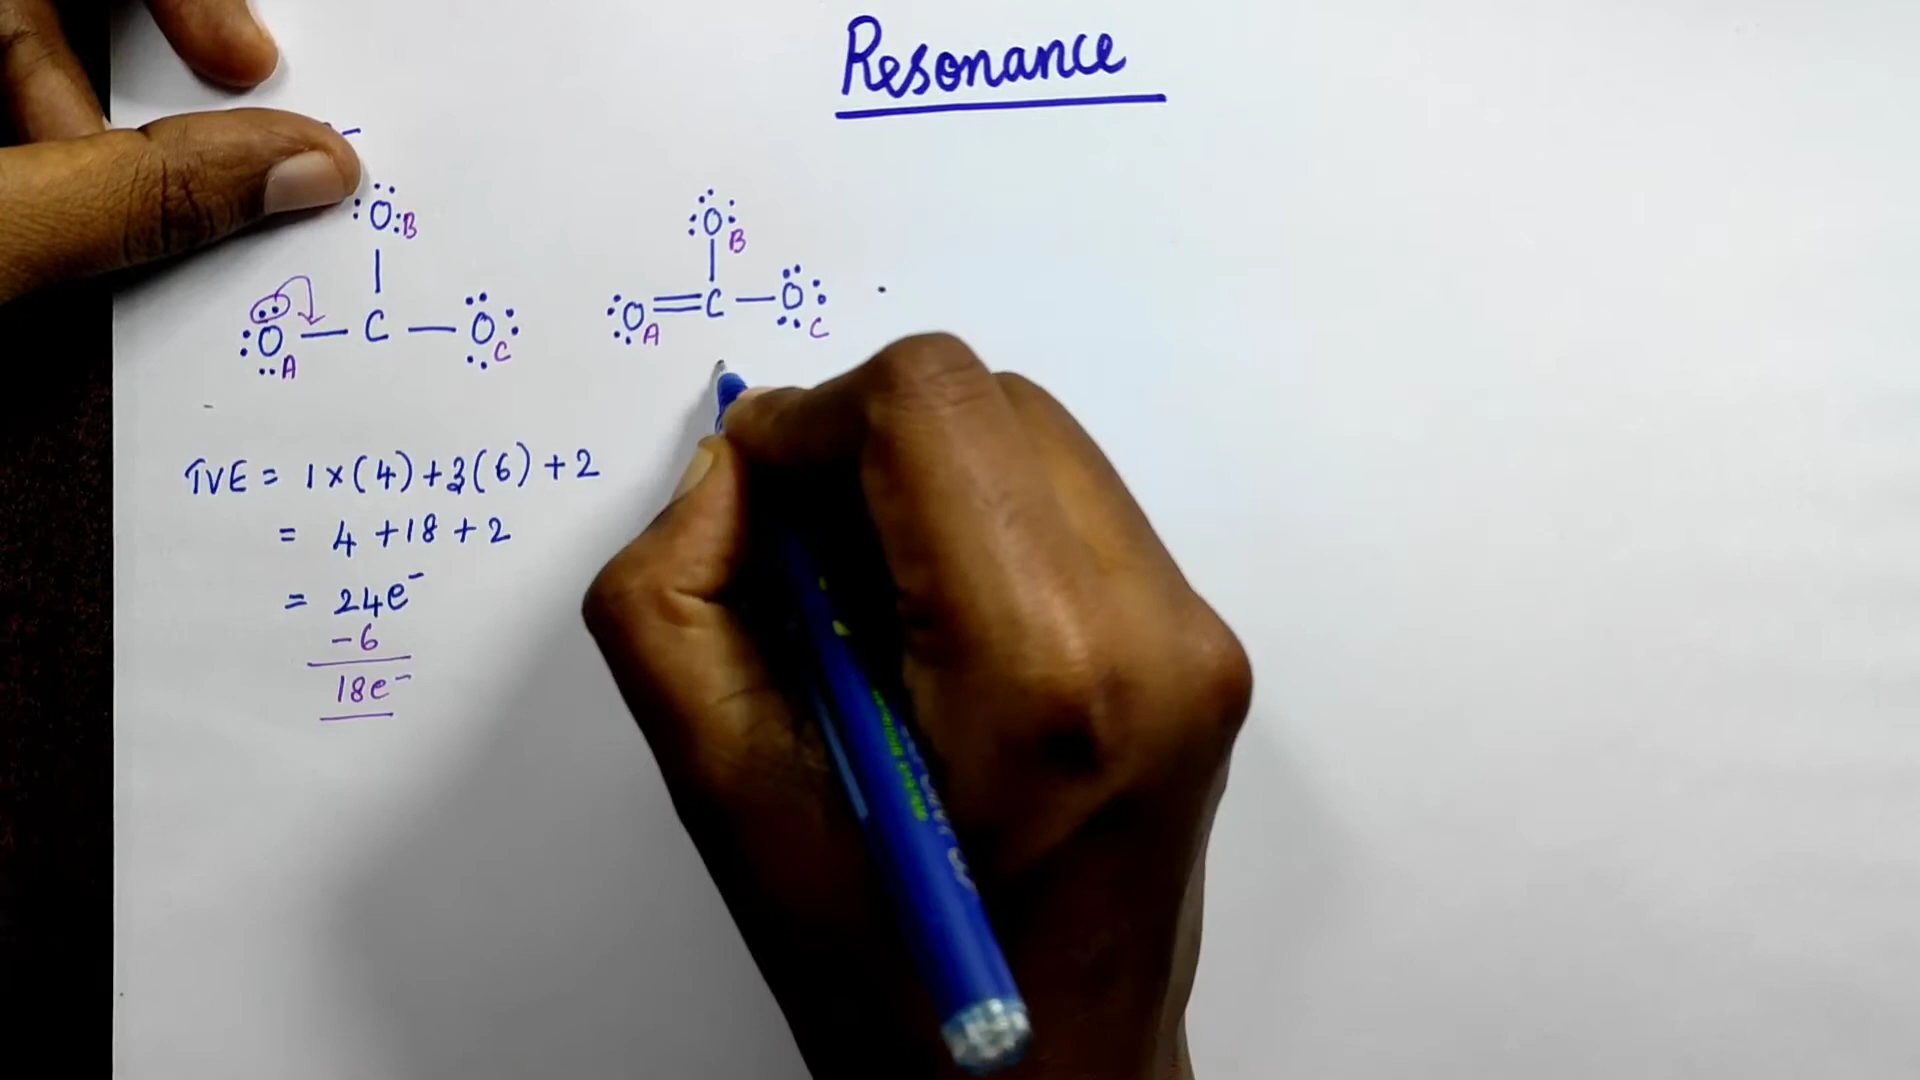 Resonance
:O:B
:O A — C — O: C
:O A = C — O: C
:O: B
TVE = 1×(4)+3(6)+2
= 4+18+2
= 24e⁻
−6
18e⁻